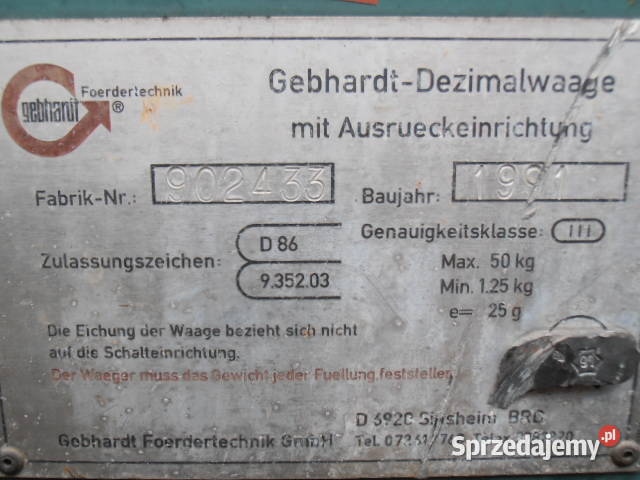 Foerdertechnik
gebhardt ®
Gebhardt-Dezimalwaage
mit Ausrueckeinrichtung
Fabrik-Nr.: 902433
Baujahr: 1991
Zulassungszeichen: D 86
9.352.03
Genauigkeitsklasse: III
Max. 50 kg
Min. 1.25 kg
e= 25 g
Die Eichung der Waage bezieht sich nicht
auf die Schalteinrichtung.
Der Waeger muss das Gewicht jeder Fuellung feststellen
D 6920 Sinsheim BRD
Gebhardt Foerdertechnik GmbH
Tel.
Sprzedajemy.pl